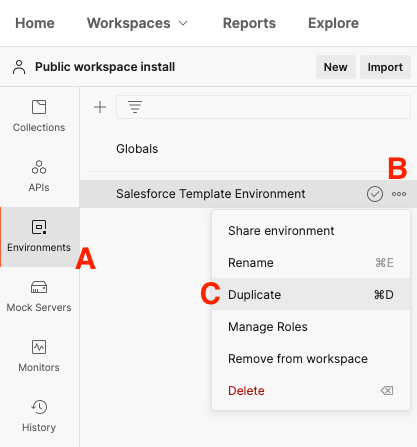 Home Workspaces Reports Explore
Public workspace install New Import
Collections
Globals
APIs
B
Salesforce Template Environment
Environments
A
Share environment
Rename ⌘E
C Duplicate ⌘D
Mock Servers
Manage Roles
Remove from workspace
Monitors
Delete ⌫
History